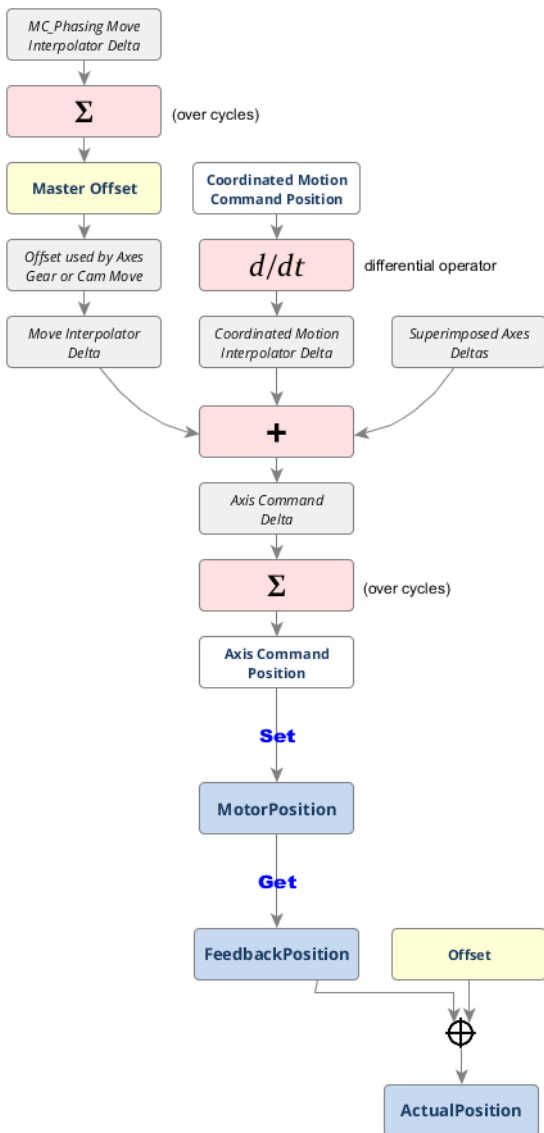 MC_Phasing Move
Interpolator Delta
Σ
(over cycles)
Master Offset
Coordinated Motion
Command Position
Offset used by Axes
Gear or Cam Move
d/dt
differential operator
Move Interpolator
Delta
Coordinated Motion
Interpolator Delta
Superimposed Axes
Deltas
+
Axis Command
Delta
Σ
(over cycles)
Axis Command
Position
Set
MotorPosition
Get
FeedbackPosition
Offset
⊕
ActualPosition